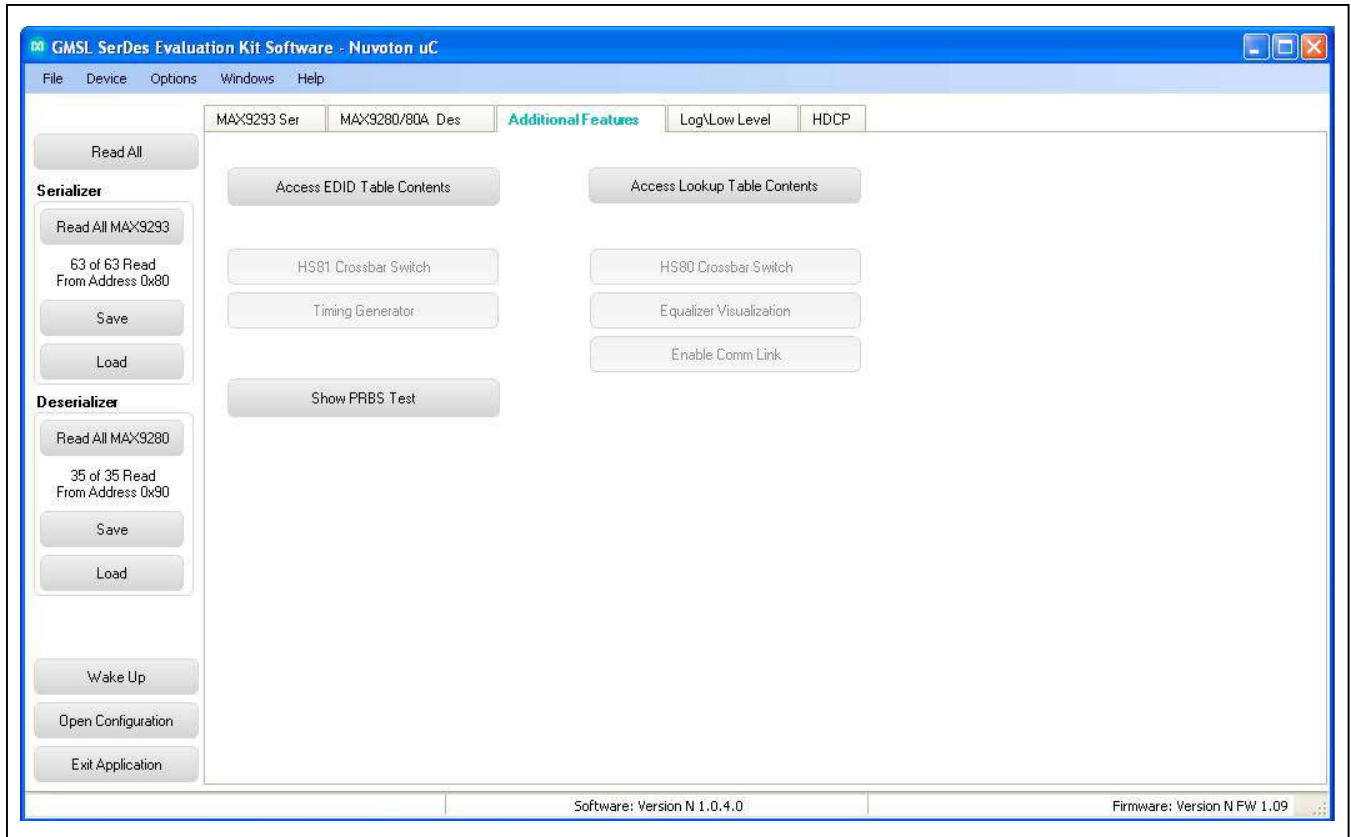 GMSL SerDes Evaluation Kit Software - Nuvoton uC
File Device Options Windows Help
MAX9293 Ser MAX9280/80A Des Additional Features Log\Low Level HDCP
Read All
Serializer
Read All MAX9293
63 of 63 Read
From Address 0x80
Save
Load
Deserializer
Read All MAX9280
35 of 35 Read
From Address 0x90
Save
Load
Wake Up
Open Configuration
Exit Application
Access EDID Table Contents
Access Lookup Table Contents
HS81 Crossbar Switch
HS80 Crossbar Switch
Timing Generator
Equalizer Visualization
Enable Comm Link
Show PRBS Test
Software: Version N 1.0.4.0
Firmware: Version N FW 1.09